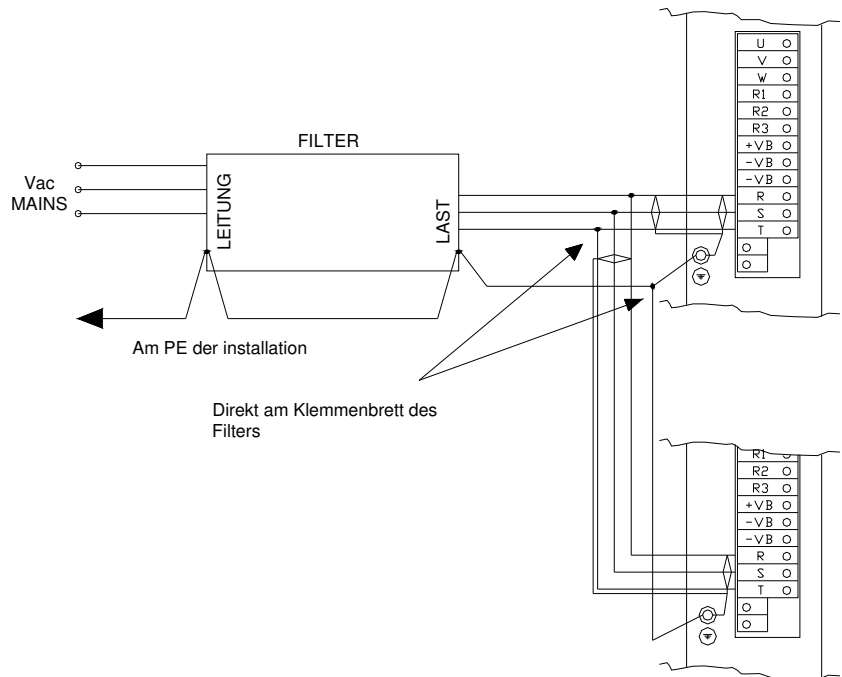 U
V
W
R1
R2
R3
+VB
-VB
-VB
R
S
T
FILTER
Vac
MAINS
LEITUNG
LAST
Am PE der installation
Direkt am Klemmenbrett des
Filters
R1
R2
R3
+VB
-VB
-VB
R
S
T